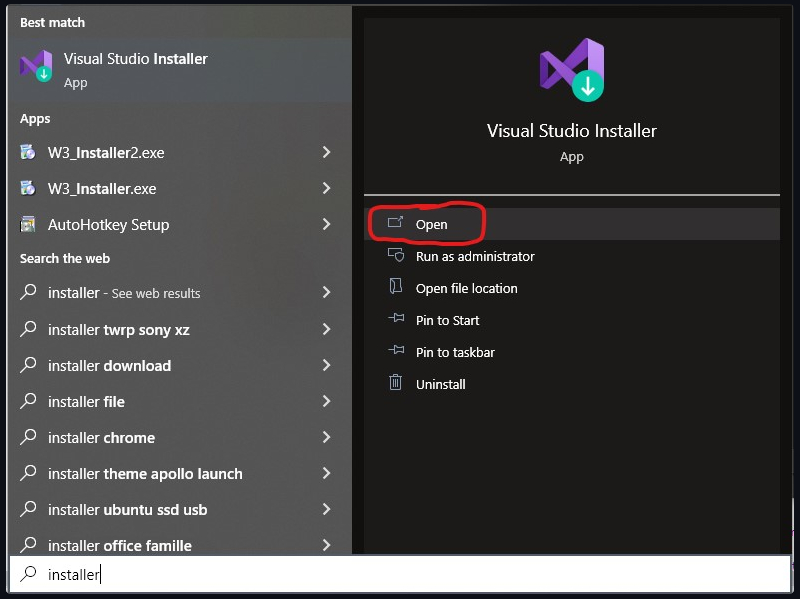 Best match
Visual Studio Installer
App
Apps
W3_Installer2.exe
W3_Installer.exe
AutoHotkey Setup
Search the web
installer - See web results
installer twrp sony xz
installer download
installer file
installer chrome
installer theme apollo launch
installer ubuntu ssd usb
installer office famille
installer
Visual Studio Installer
App
Open
Run as administrator
Open file location
Pin to Start
Pin to taskbar
Uninstall